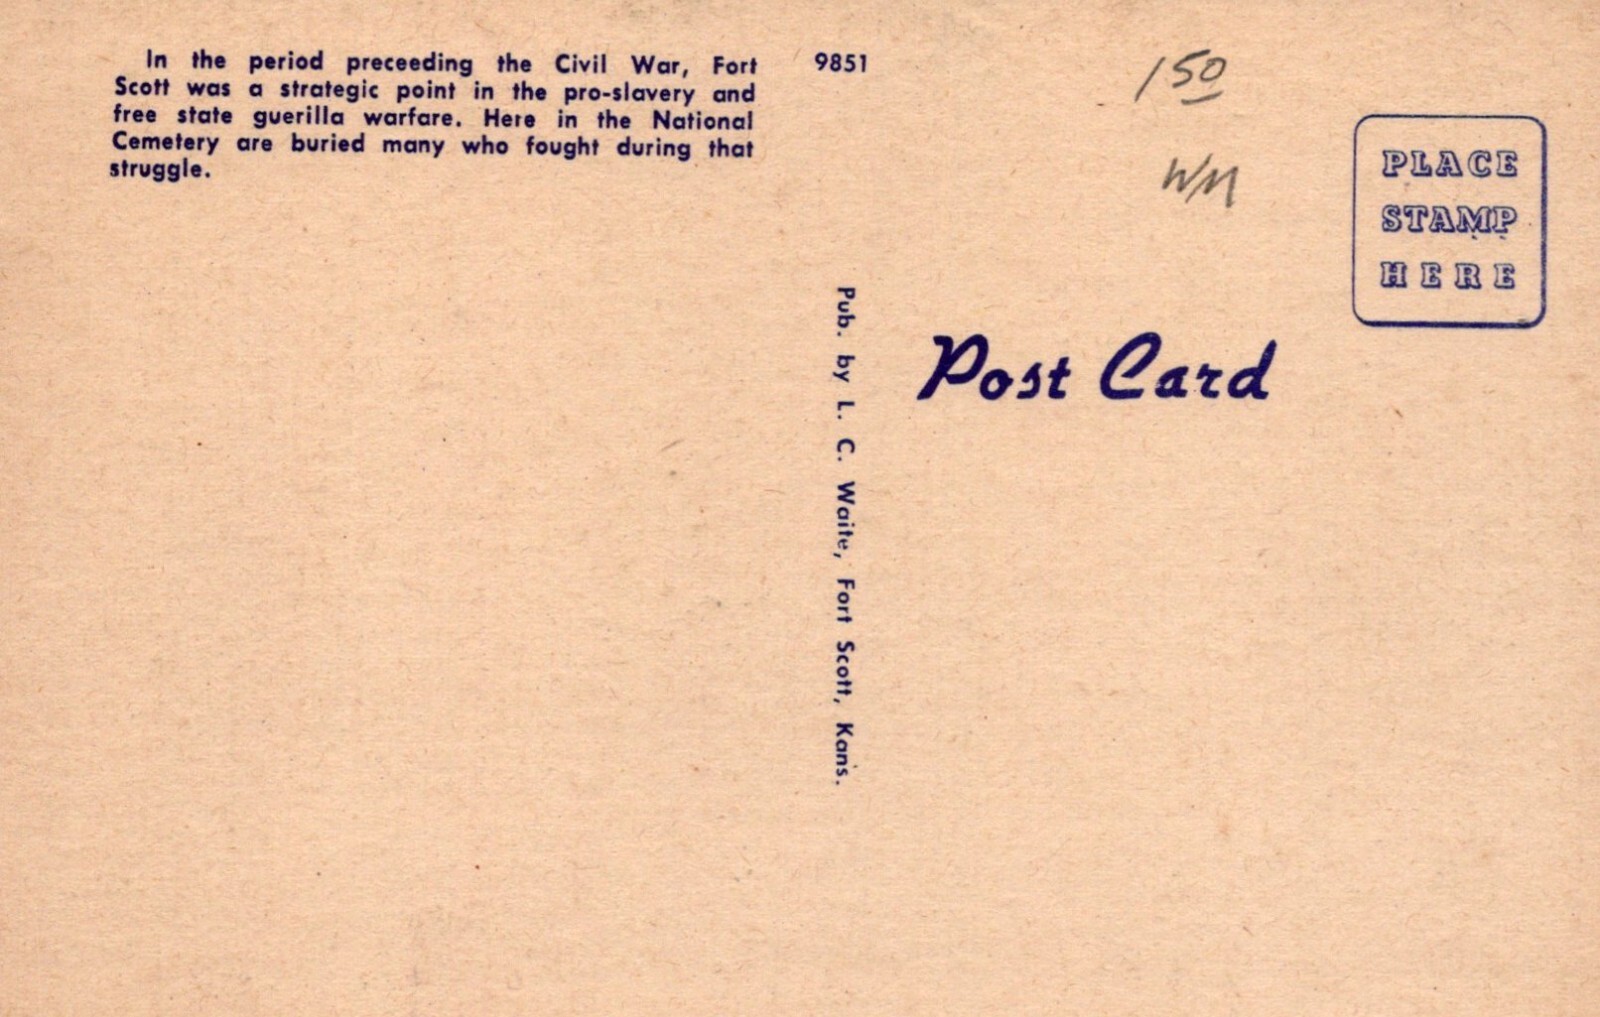 In the period preceeding the Civil War, Fort
Scott was a strategic point in the pro-slavery and
free state guerilla warfare. Here in the National
Cemetery are buried many who fought during that
struggle.
9851
150
WM
PLACE
STAMP
HERE
Post Card
Pub. by L. C. Waite, Fort Scott, Kans.